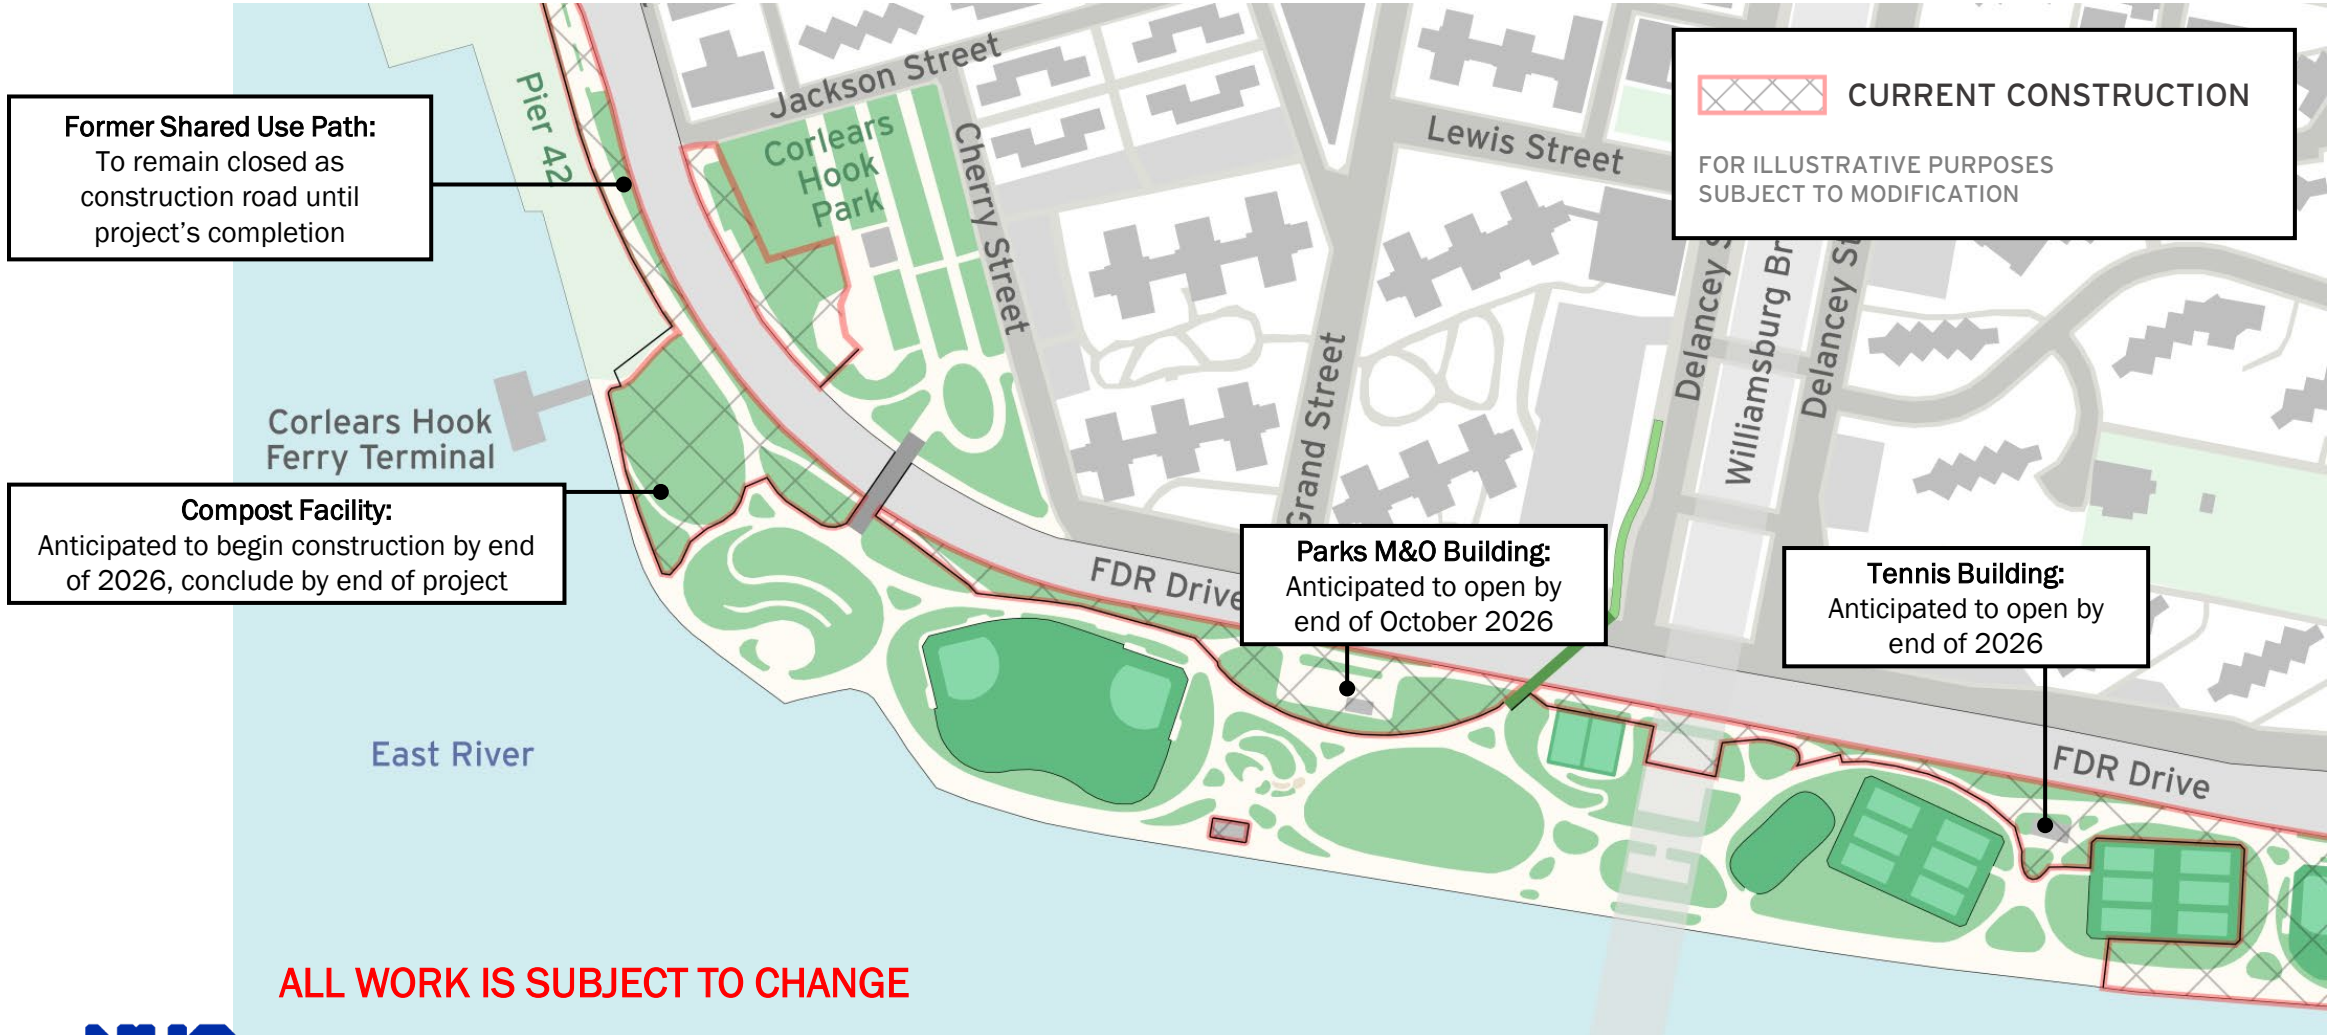 Former Shared Use Path:
To remain closed as
construction road until
project's completion
Pier 42
Jackson Street
Corlears
Hook
Park
Cherry Street
Lewis Street
CURRENT CONSTRUCTION
FOR ILLUSTRATIVE PURPOSES
SUBJECT TO MODIFICATION
Delancey S
Williamsburg Br
Delancey St
Grand Street
Corlears Hook
Ferry Terminal
Compost Facility:
Anticipated to begin construction by end
of 2026, conclude by end of project
FDR Drive
Parks M&O Building:
Anticipated to open by
end of October 2026
Tennis Building:
Anticipated to open by
end of 2026
FDR Drive
East River
ALL WORK IS SUBJECT TO CHANGE